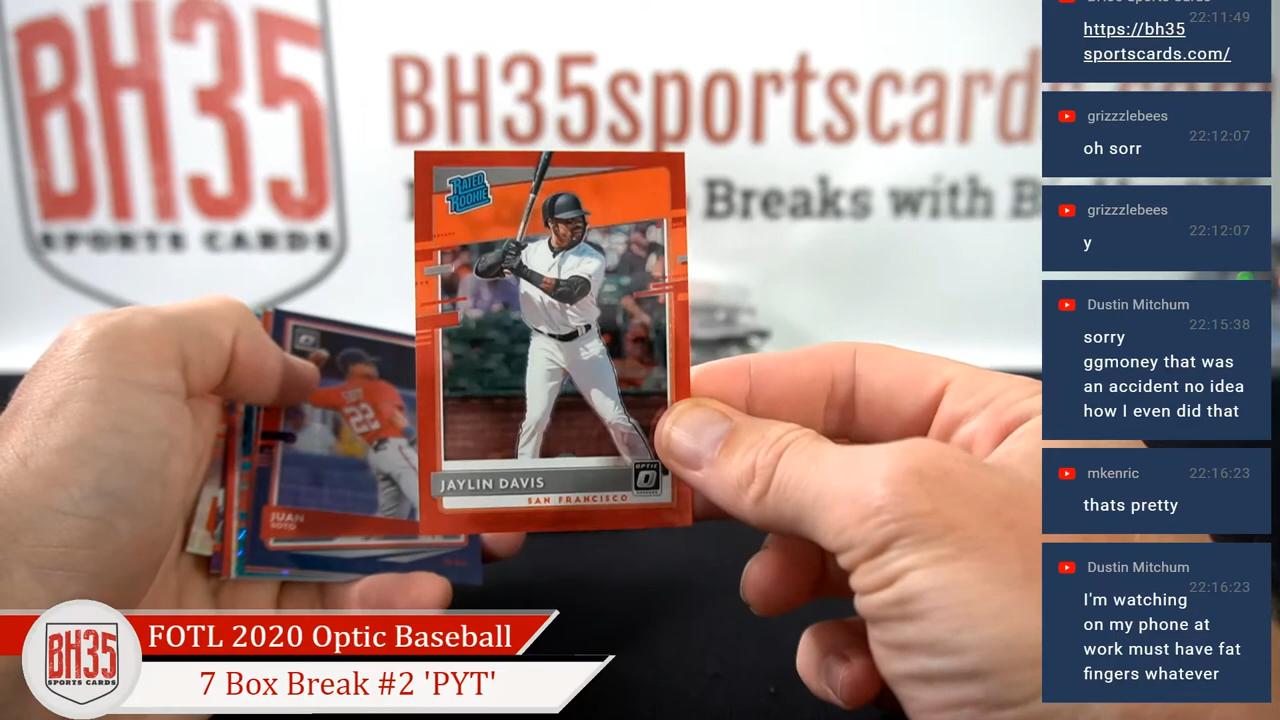 BH35
SPORTS CARDS
BH35sportscard
Breaks with B
RATED
ROOKIE
JAYLIN DAVIS
OPTIC
SAN FRANCISCO
JUAN
SOTO
22
BH35
SPORTS CARDS
FOTL 2020 Optic Baseball
7 Box Break #2 'PYT'
22:11:49
https://bh35
sportscards.com/
grizzzlebees
22:12:07
oh sorr
grizzzlebees
22:12:07
y
Dustin Mitchum
22:15:38
sorry
ggmoney that was
an accident no idea
how I even did that
mkenric 22:16:23
thats pretty
Dustin Mitchum
22:16:23
I'm watching
on my phone at
work must have fat
fingers whatever